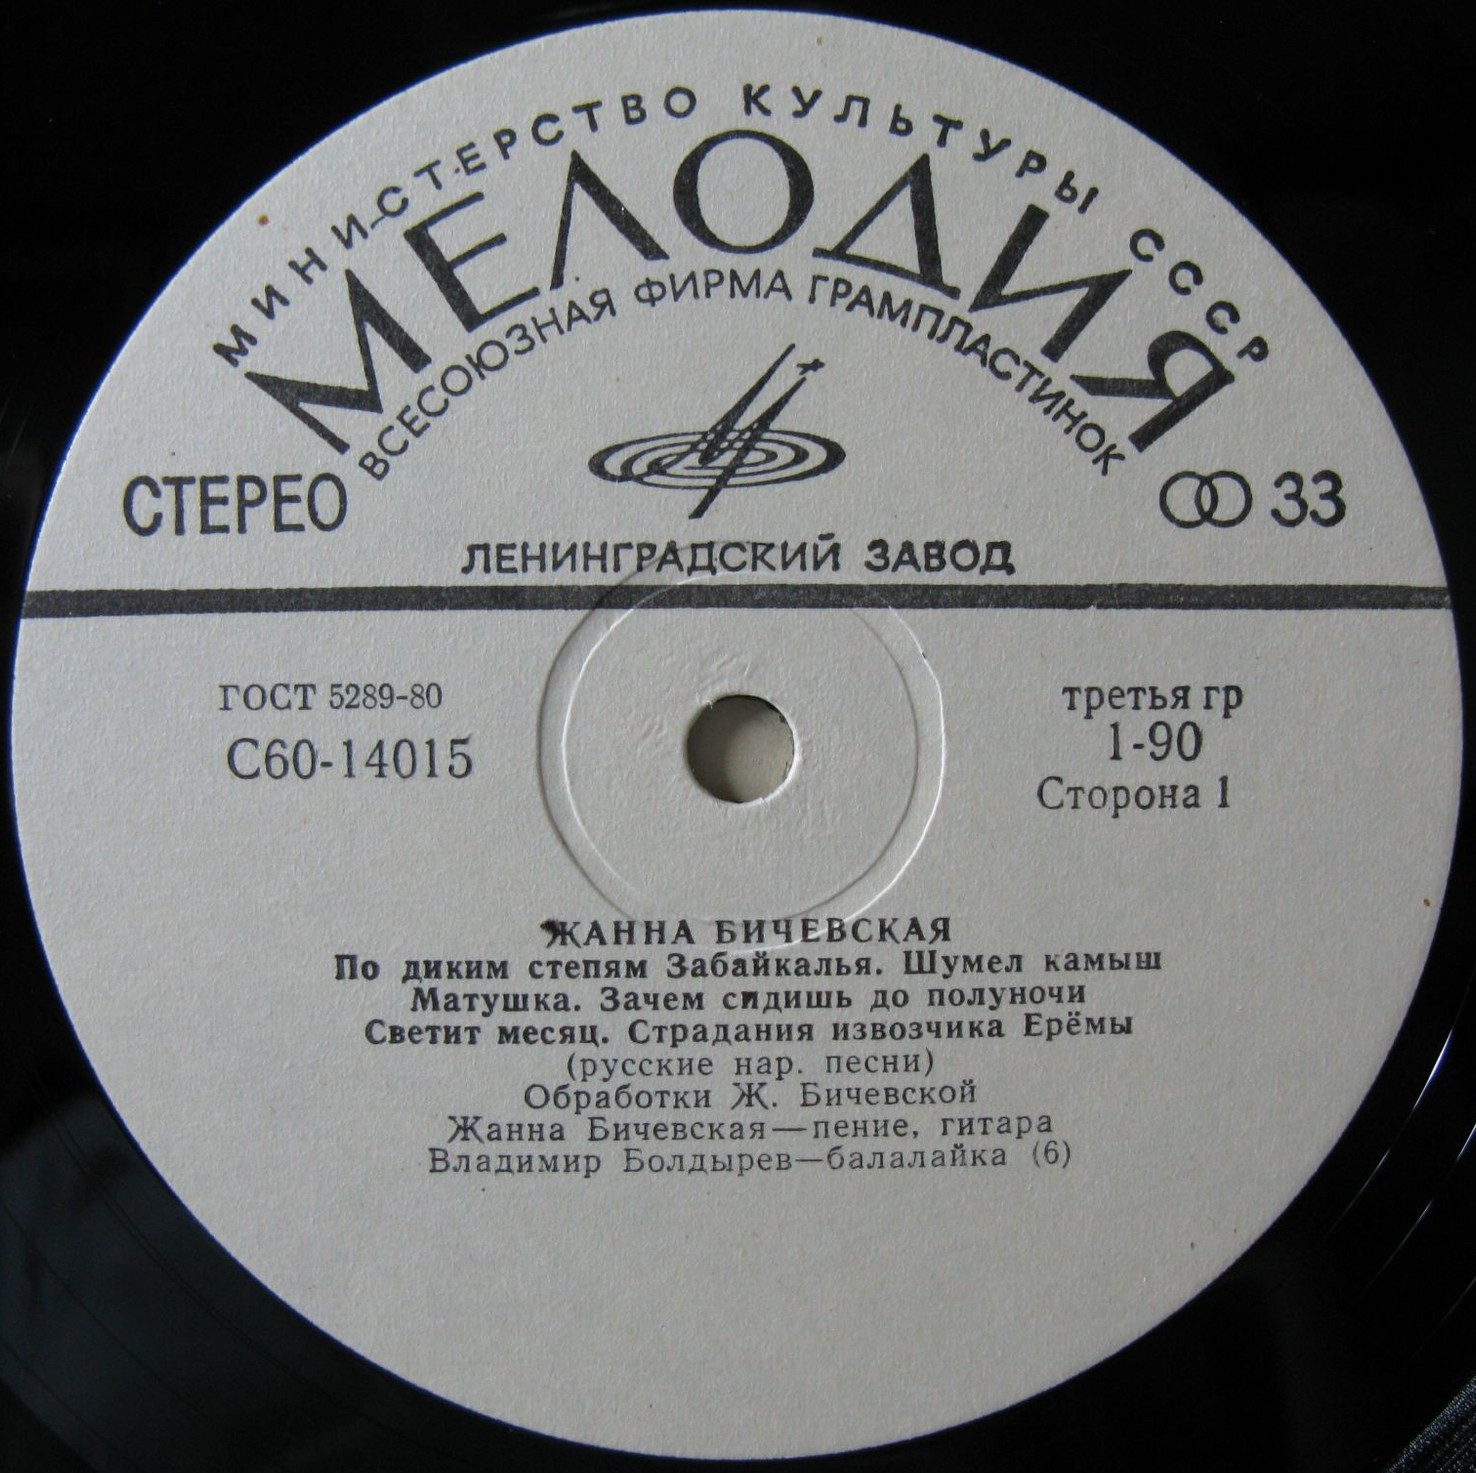 МИНИСТЕРСТВО КУЛЬТУРЫ СССР
МЕЛОДИЯ
ВСЕСОЮЗНАЯ ФИРМА ГРАМПЛАСТИНОК
СТЕРЕО
33
ЛЕНИНГРАДСКИЙ ЗАВОД
ГОСТ 5289-80
С60-14015
третья гр
1-90
Сторона 1
ЖАННА БИЧЕВСКАЯ
По диким степям Забайкалья. Шумел камыш
Матушка. Зачем сидишь до полуночи
Светит месяц. Страдания извозчика Ерёмы
(русские нар. песни)
Обработки Ж. Бичевской
Жанна Бичевская—пение, гитара
Владимир Болдырев—балалайка (6)